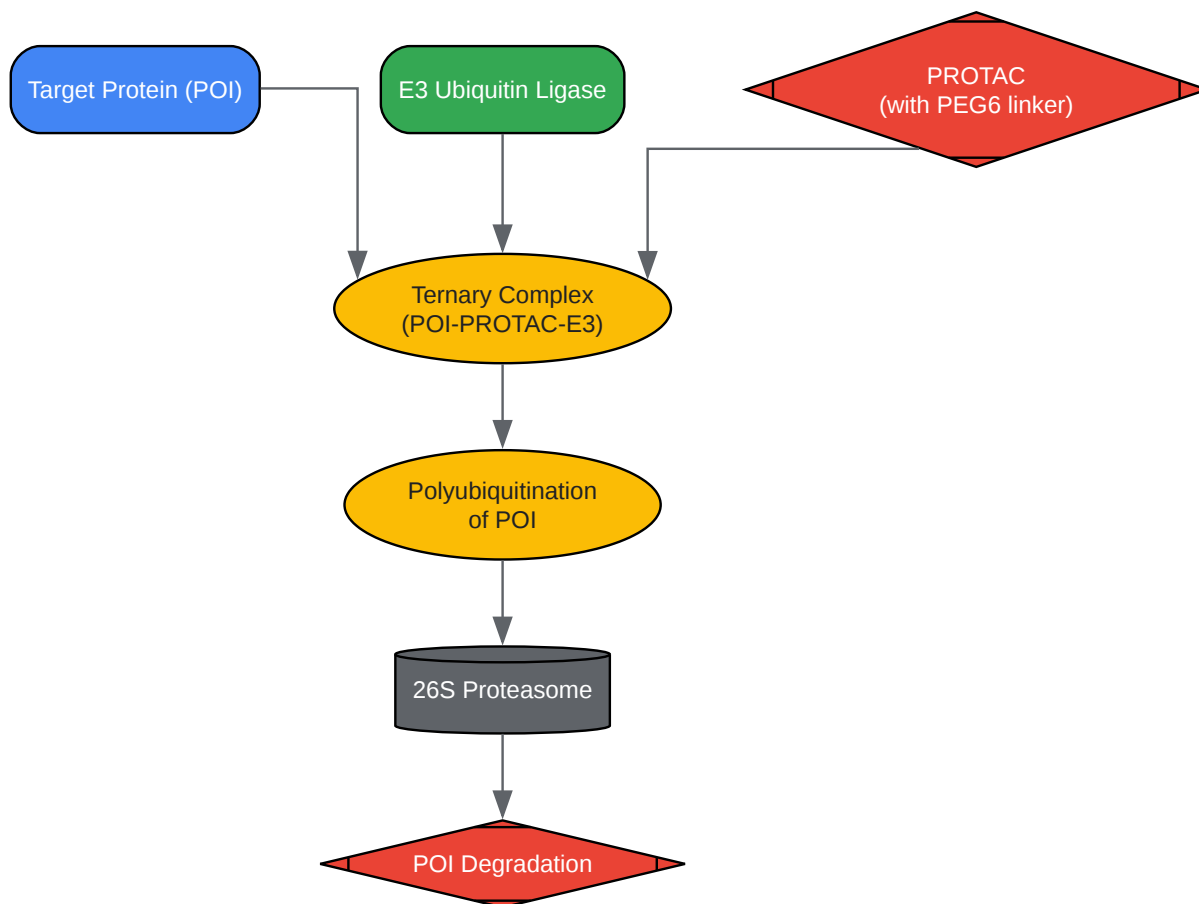 Target Protein (POI)
E3 Ubiquitin Ligase
PROTAC
(with PEG6 linker)
Ternary Complex
(POI-PROTAC-E3)
Polyubiquitination
of POI
26S Proteasome
POI Degradation